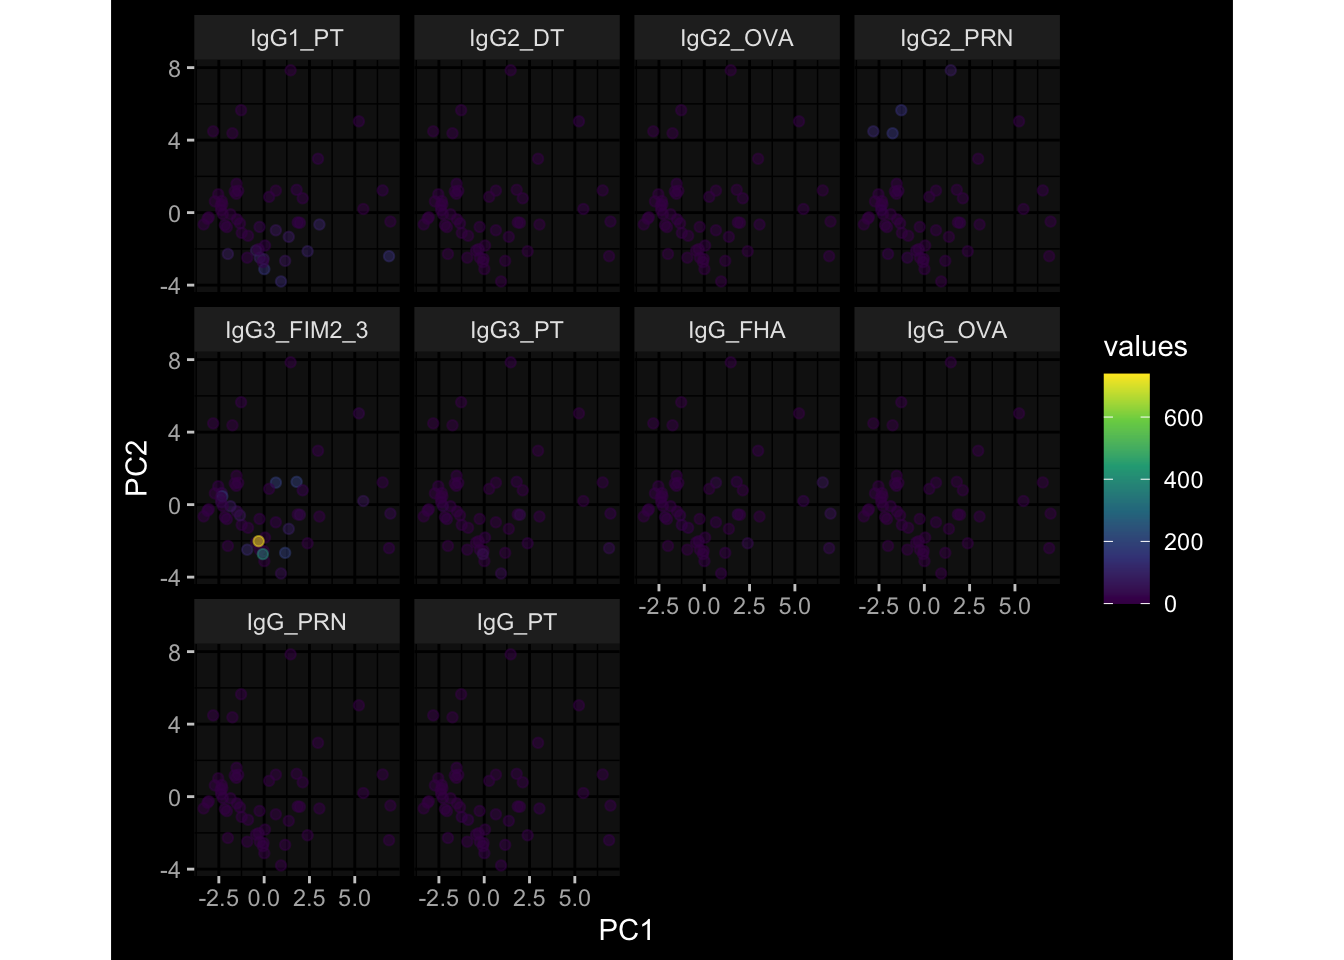 IgG1_PT IgG2_DT IgG2_OVA IgG2_PRN
8
4
0
-4
IgG3_FIM2_3 IgG3_PT IgG_FHA IgG_OVA
8
4
0
-4
-2.5 0.0 2.5 5.0 -2.5 0.0 2.5 5.0
IgG_PRN IgG_PT
8
4
0
-4
-2.5 0.0 2.5 5.0 -2.5 0.0 2.5 5.0
PC2
PC1
values
600
400
200
0